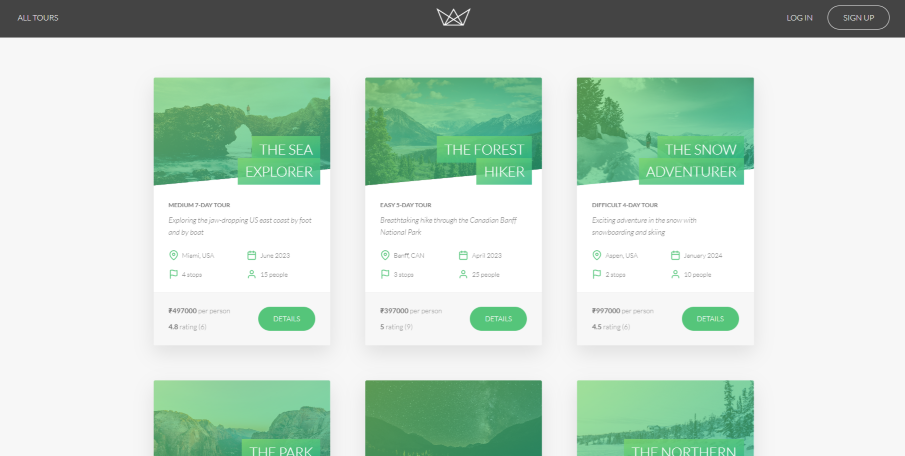 ALL TOURS
LOG IN
SIGN UP
THE SEA
EXPLORER
MEDIUM 7-DAY TOUR
Exploring the jaw-dropping US east coast by foot
and by boat
Miami, USA
June 2023
4 stops
15 people
₹497000 per person
4.8 rating (6)
DETAILS
THE FOREST
HIKER
EASY 5-DAY TOUR
Breathtaking hike through the Canadian Banff
National Park
Banff, CAN
April 2023
3 stops
25 people
₹397000 per person
5 rating (9)
DETAILS
THE SNOW
ADVENTURER
DIFFICULT 4-DAY TOUR
Exciting adventure in the snow with
snowboarding and skiing
Aspen, USA
January 2024
2 stops
10 people
₹997000 per person
4.5 rating (6)
DETAILS
THE PARK
THE NORTHERN